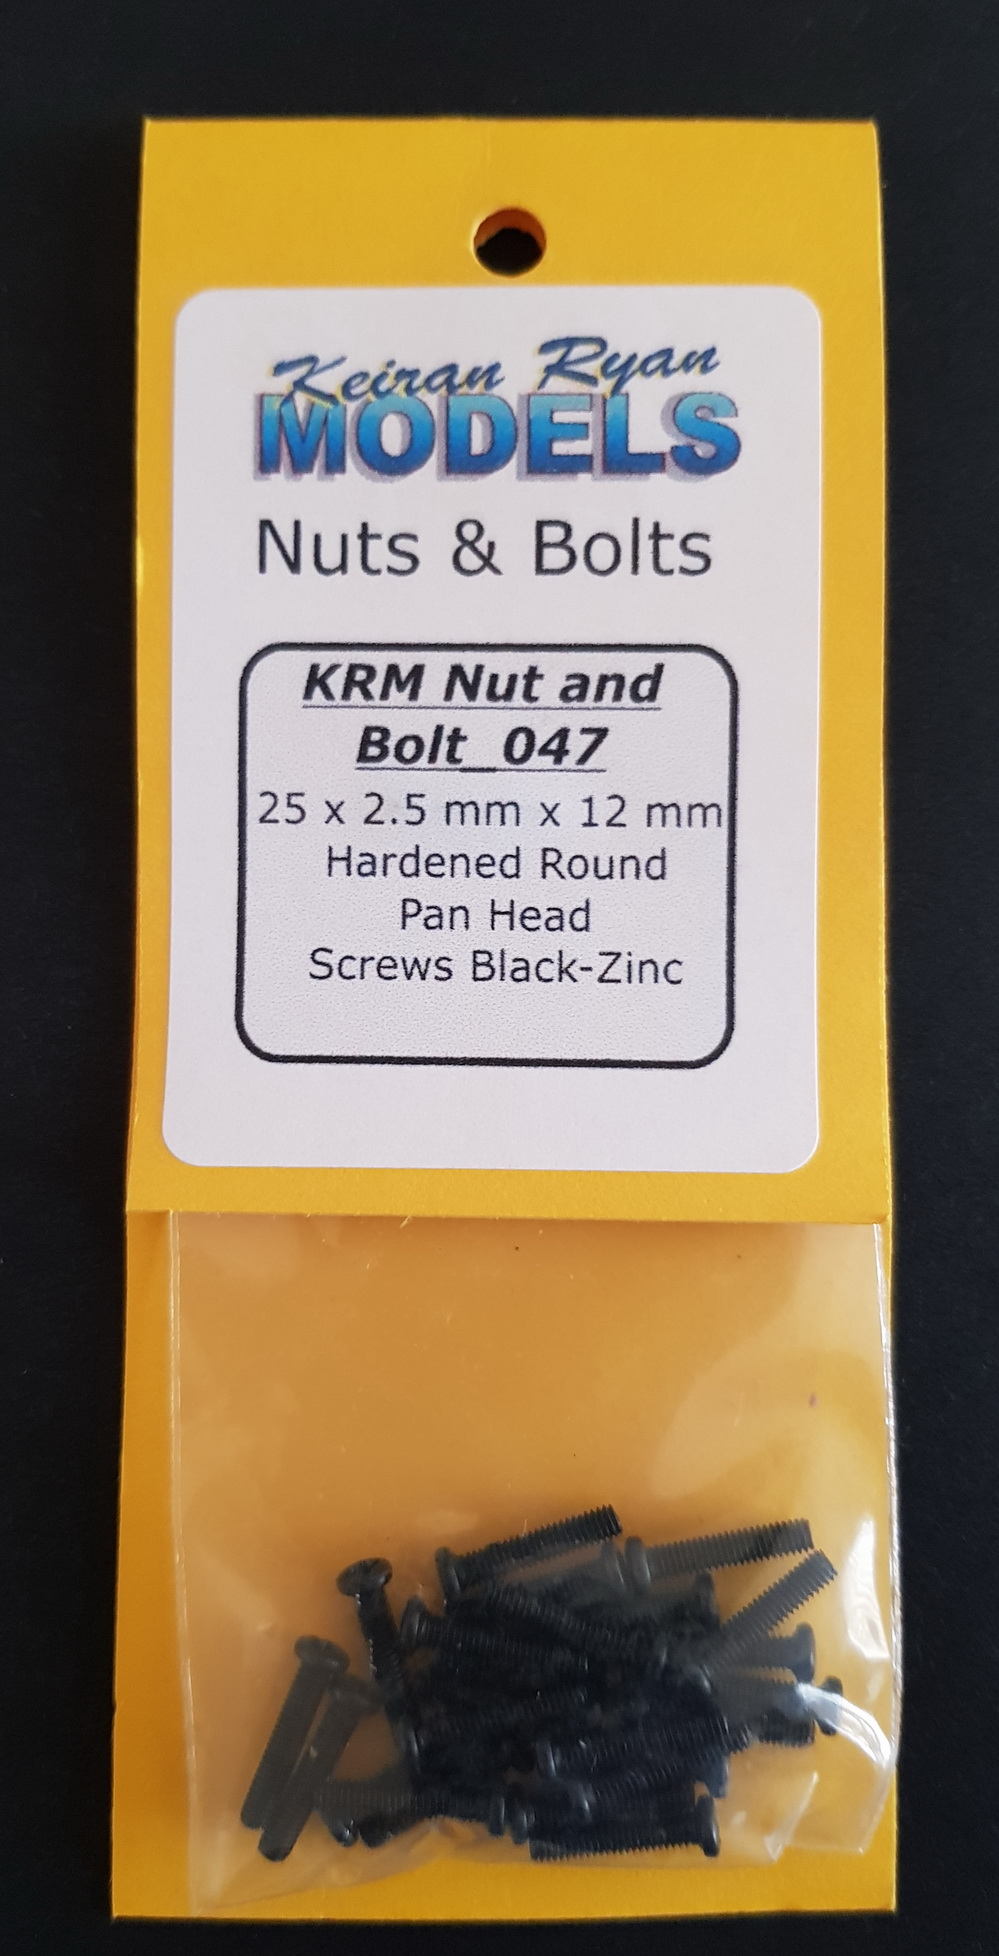 Keiran Ryan
MODELS
Nuts & Bolts
KRM Nut and
Bolt_047
25 x 2.5 mm x 12 mm
Hardened Round
Pan Head
Screws Black-Zinc